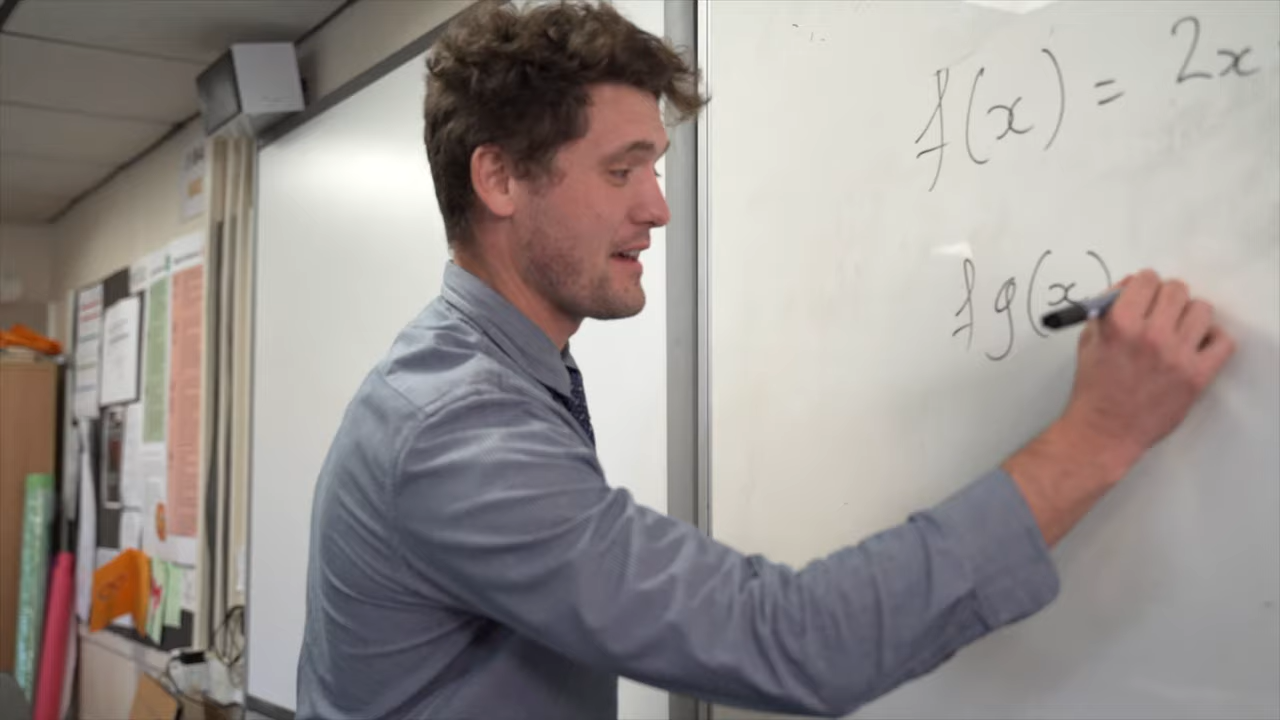 f(x) = 2x
fg(x)